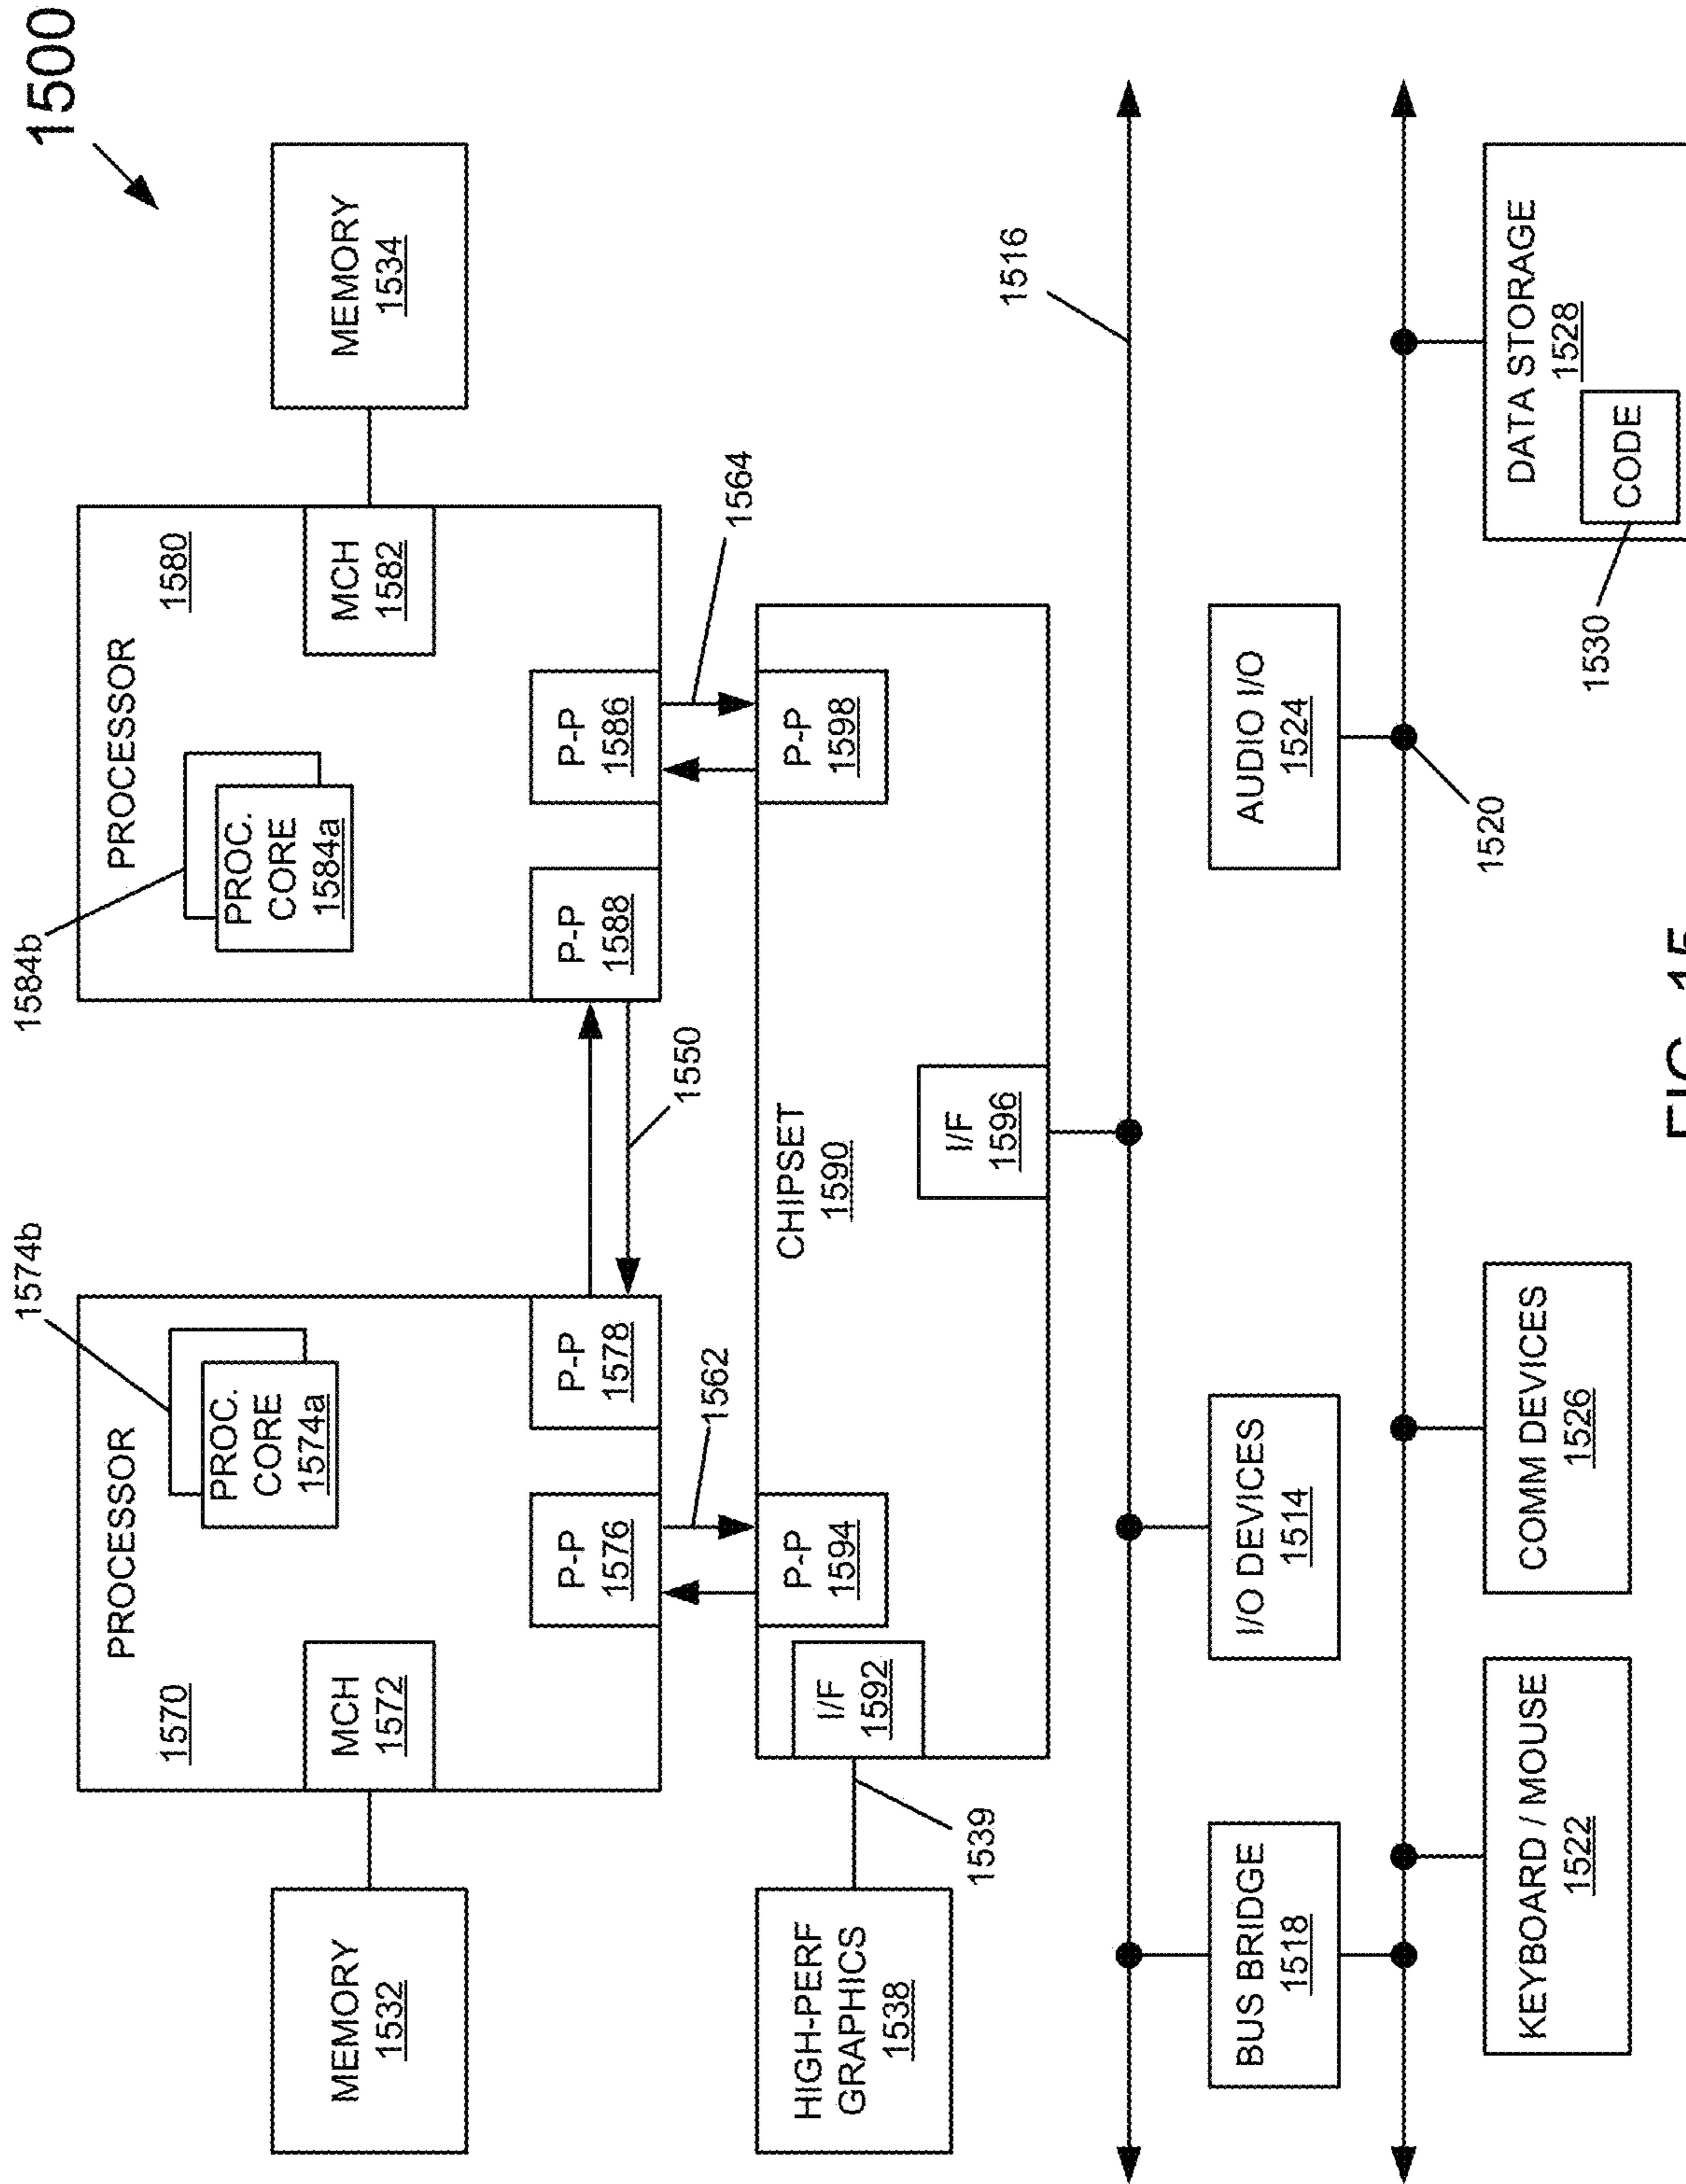 1500
1574b
1584b
PROCESSOR
1570
PROC.
CORE
1574a
MCH
1572
P-P
1576
P-P
1578
PROCESSOR
1580
PROC.
CORE
1584a
MCH
1582
P-P
1588
P-P
1586
MEMORY
1532
MEMORY
1534
1550
1562
1564
HIGH-PERF
GRAPHICS
1538
1539
I/F
1592
P-P
1594
CHIPSET
1590
P-P
1598
I/F
1596
1516
BUS BRIDGE
1518
I/O DEVICES
1514
AUDIO I/O
1524
1520
KEYBOARD / MOUSE
1522
COMM DEVICES
1526
DATA STORAGE
1528
CODE
1530
FIG. 15